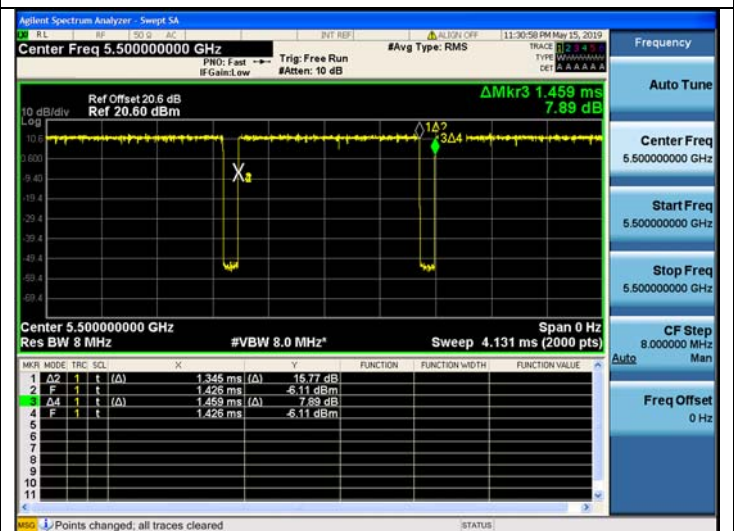 Agilent Spectrum Analyzer - Swept SA
RL RF 50 Ω AC INT REF ALIGN OFF 11:30:58 PM May 15, 2019
Center Freq 5.500000000 GHz
PNO: Fast
IFGain:Low
Trig: Free Run
#Atten: 10 dB
#Avg Type: RMS
TRACE 1 2 3 4 5 6
TYPE
DET A A A A A A
Frequency
Auto Tune
Center Freq
5.500000000 GHz
Start Freq
5.500000000 GHz
Stop Freq
5.500000000 GHz
CF Step
8.000000 MHz
Auto Man
Freq Offset
0 Hz
ΔMkr3 1.459 ms
7.89 dB
Ref Offset 20.6 dB
10 dB/div Ref 20.60 dBm
Log
10.6
0.600
-9.40
-19.4
-29.4
-39.4
-49.4
-59.4
-69.4
1Δ2
3Δ4
X
Center 5.500000000 GHz Span 0 Hz
Res BW 8 MHz #VBW 8.0 MHz* Sweep 4.131 ms (2000 pts)
MKR MODE TRC SCL X Y FUNCTION FUNCTION WIDTH FUNCTION VALUE
1 Δ2 1 t (Δ) 1.345 ms (Δ) 15.77 dB
2 F 1 t 1.426 ms -6.11 dBm
3 Δ4 1 t (Δ) 1.459 ms (Δ) 7.89 dB
4 F 1 t 1.426 ms -6.11 dBm
5
6
7
8
9
10
11
MSG Points changed; all traces cleared STATUS